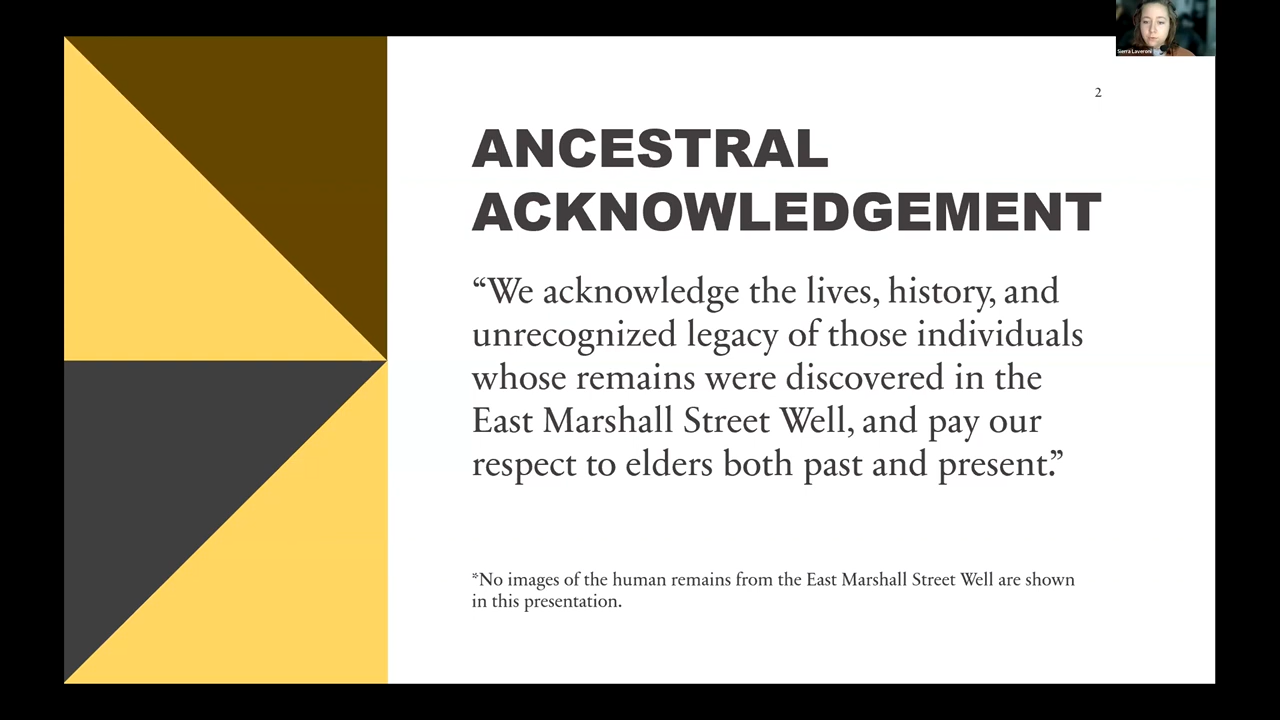 Sierra Laveroni
2
ANCESTRAL
ACKNOWLEDGEMENT
“We acknowledge the lives, history, and
unrecognized legacy of those individuals
whose remains were discovered in the
East Marshall Street Well, and pay our
respect to elders both past and present.”
*No images of the human remains from the East Marshall Street Well are shown
in this presentation.